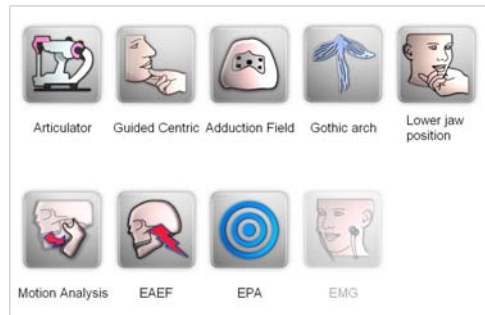 Articulator
Guided Centric
Adduction Field
Gothic arch
Lower jaw
position
Motion Analysis
EAEF
EPA
EMG